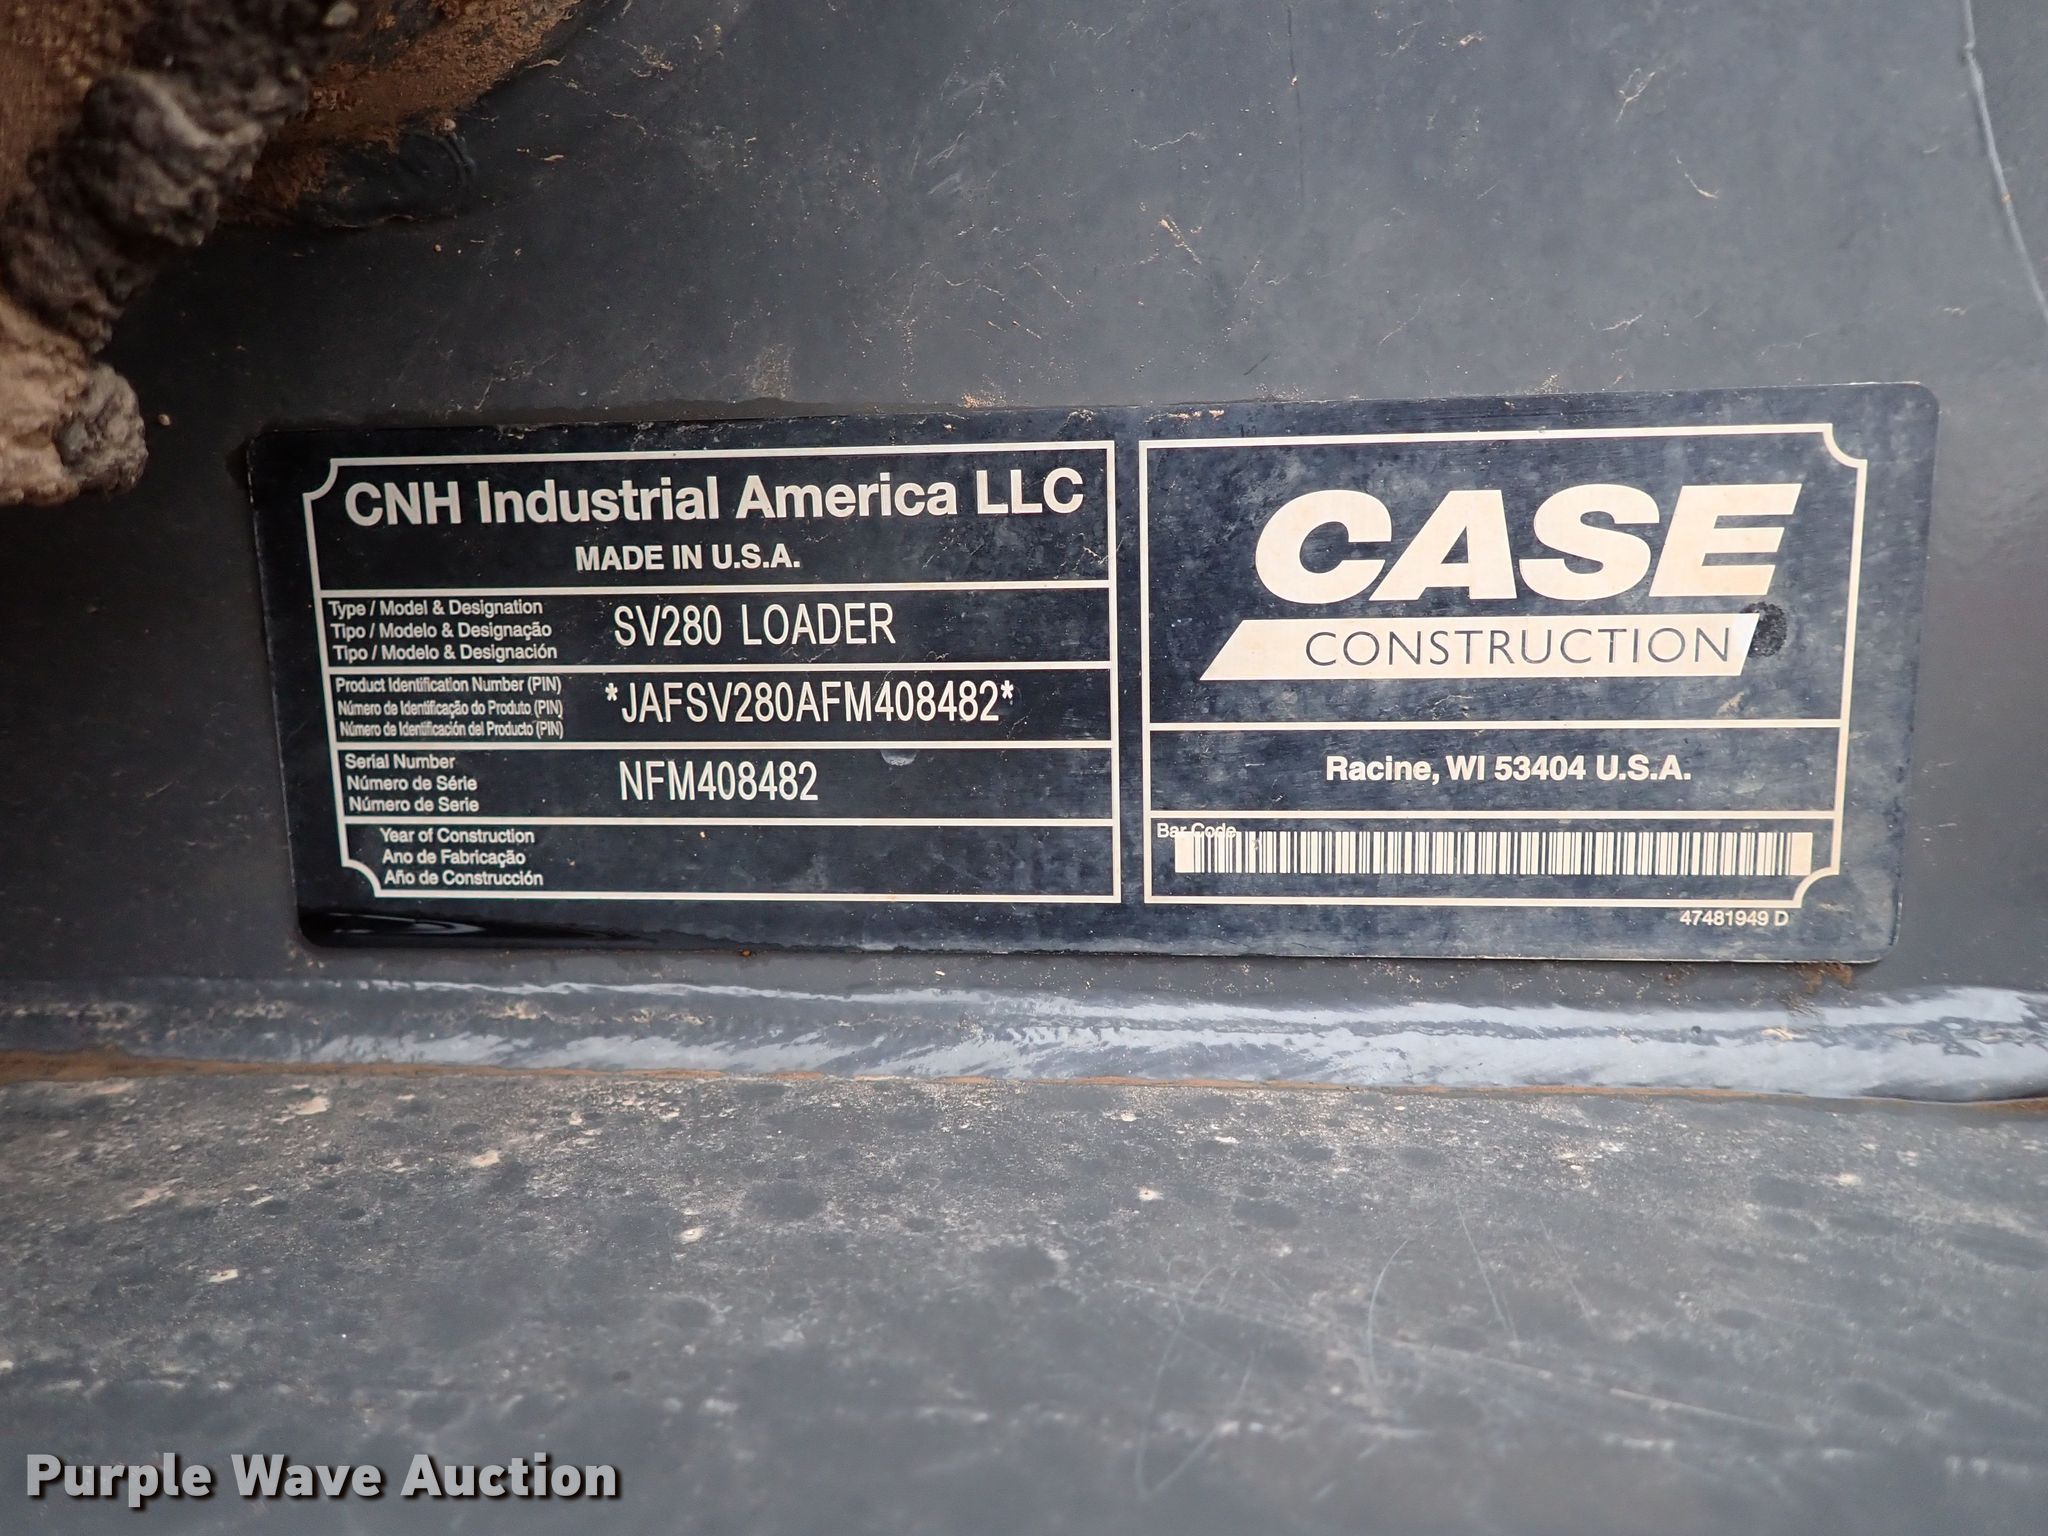 CNH Industrial America LLC
MADE IN U.S.A.
Type / Model & Designation
Tipo / Modelo & Designação
Tipo / Modelo & Designación
SV280 LOADER
Product Identification Number (PIN)
Número de Identificação do Produto (PIN)
Número de Identificación del Producto (PIN)
*JAFSV280AFM408482*
Serial Number
Número de Série
Número de Serie
NFM408482
Year of Construction
Ano de Fabricação
Año de Construcción
CASE
CONSTRUCTION
Racine, WI 53404 U.S.A.
Bar Code
47481949 D
Purple Wave Auction